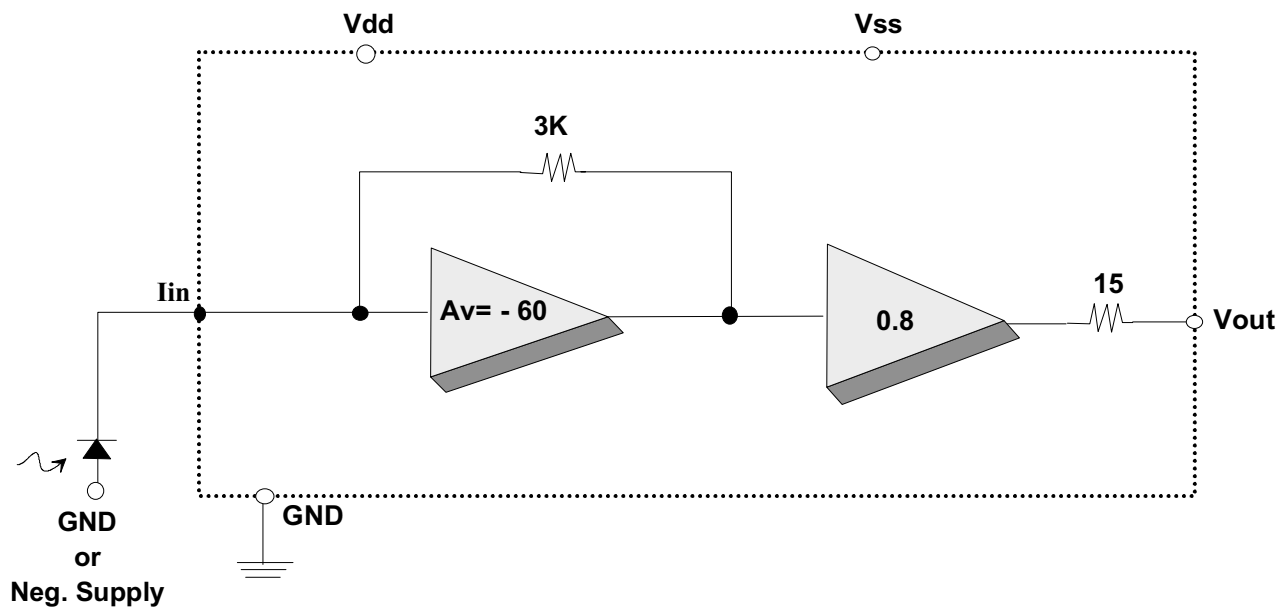 Vdd
Vss
3K
Iin
Av= - 60
0.8
15
Vout
GND
GND
or
Neg. Supply